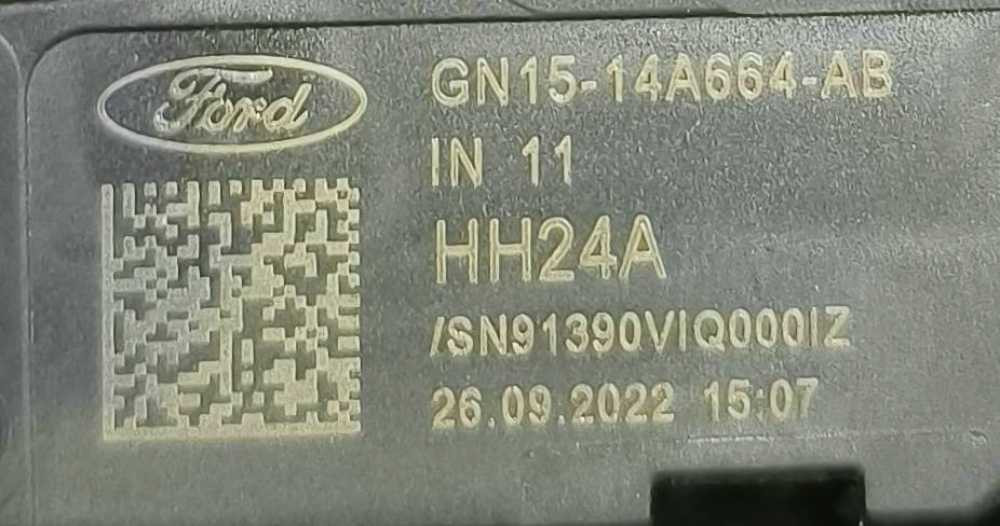 Ford
GN15-14A664-AB
IN 11
HH24A
/SN91390VIQ000IZ
26.09.2022 15:07